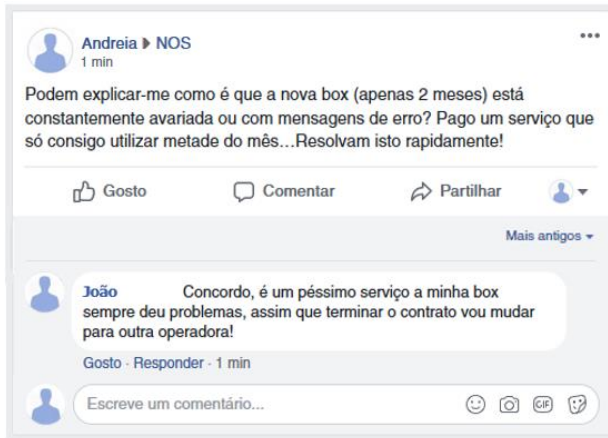 Andreia ▶ NOS
1 min
Podem explicar-me como é que a nova box (apenas 2 meses) está
constantemente avariada ou com mensagens de erro? Pago um serviço que
só consigo utilizar metade do mês…Resolvam isto rapidamente!
Gosto Comentar Partilhar
Mais antigos
João Concordo, é um péssimo serviço a minha box
sempre deu problemas, assim que terminar o contrato vou mudar
para outra operadora!
Gosto · Responder · 1 min
Escreve um comentário... GIF